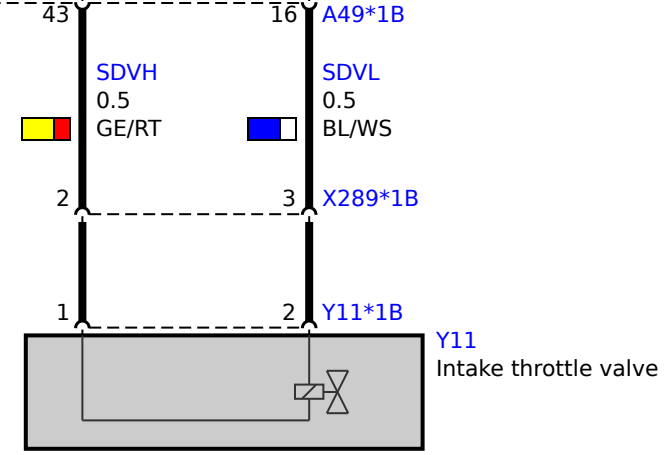 43 16 A49*1B
SDVH SDVL
0.5 0.5
GE/RT BL/WS
2 3 X289*1B
1 2 Y11*1B
Y11
Intake throttle valve